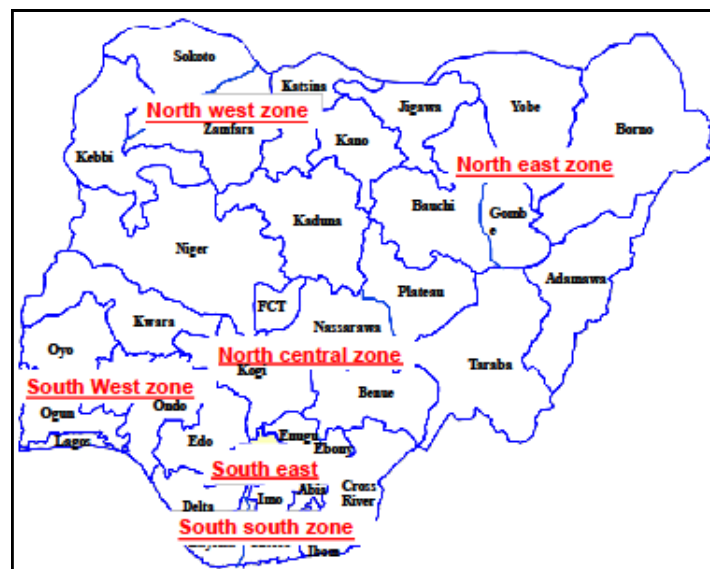 Sokoto
Katsina
North west zone
Jigawa
Yobe
Zamfara
Kano
Borno
Kebbi
North east zone
Bauchi
Kaduna
Gomb
e
Niger
Adamawa
Plateau
FCT
Kwara
Nassarawa
Oyo
North central zone
Taraba
Kogi
South West zone
Benue
Ogun
Ondo
Lagos
Edo
Enugu
Ebony
South east
Abia
Imo
Cross
River
Delta
South south zone
Ibom